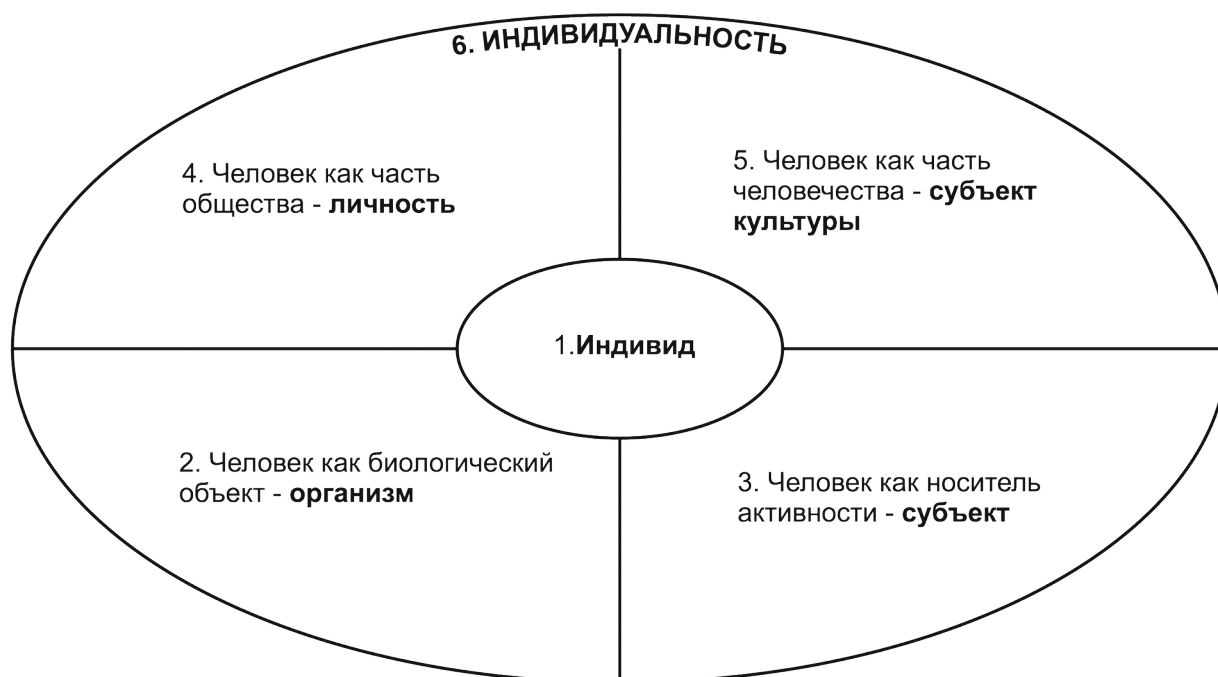 6. ИНДИВИДУАЛЬНОСТЬ
4. Человек как часть
общества - личность
5. Человек как часть
человечества - субъект
культуры
1.Индивид
2. Человек как биологический
объект - организм
3. Человек как носитель
активности - субъект